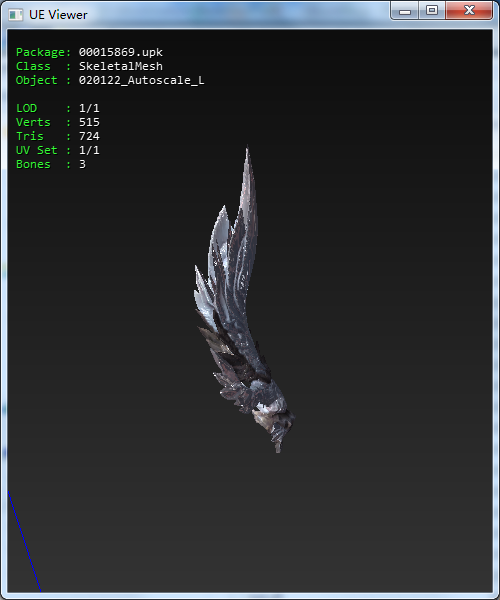 UE Viewer
Package: 00015869.upk
Class  : SkeletalMesh
Object : 020122_Autoscale_L
LOD    : 1/1
Verts  : 515
Tris   : 724
UV Set : 1/1
Bones  : 3